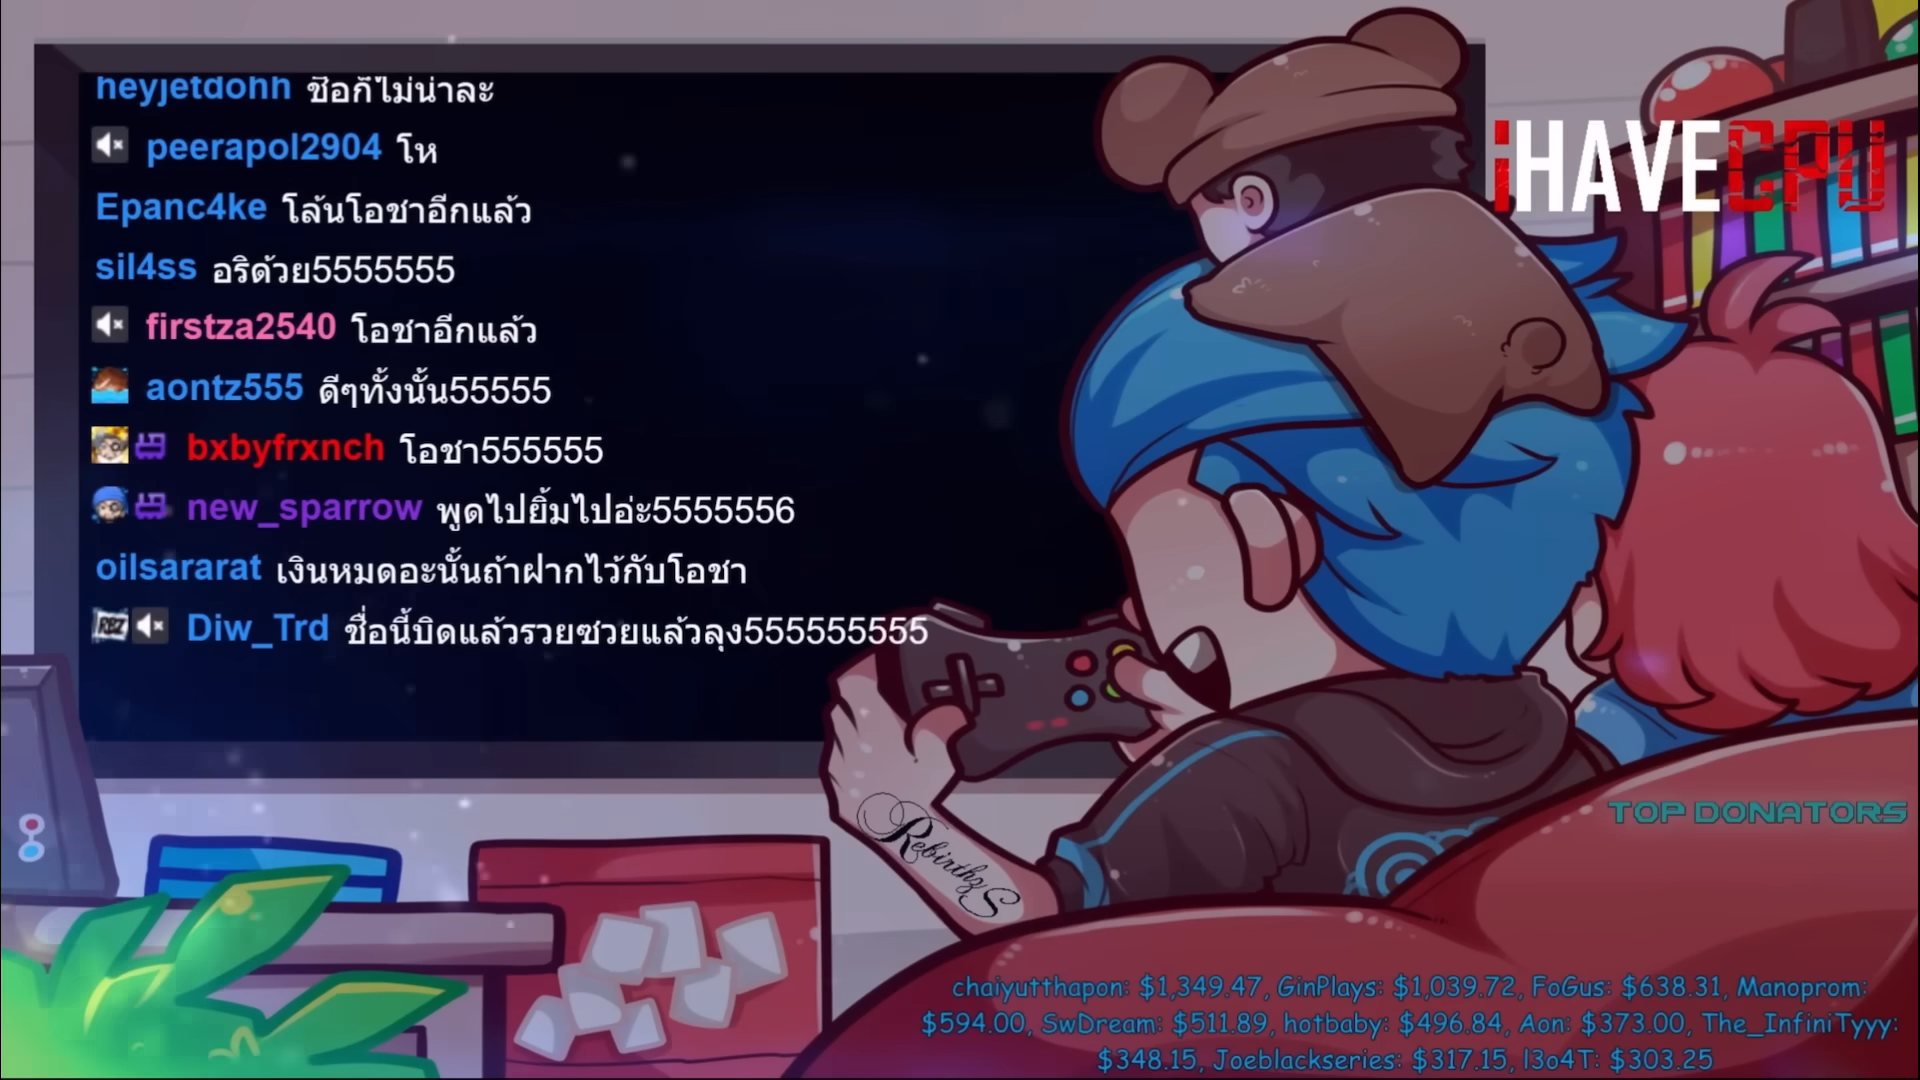 heyjetdohh ชื่อก็ไม่น่าละ
iHAVECPU
peerapol2904 โห
Epanc4ke โล้นโอชาอีกแล้ว
sil4ss อริด้วย5555555
firstza2540 โอชาอีกแล้ว
aontz555 ดีๆทั้งนั้น55555
bxbyfrxnch โอชา555555
new_sparrow พูดไปยิ้มไปอ่ะ5555556
oilsararat เงินหมดอะนั้นถ้าฝากไว้กับโอชา
Diw_Trd ชื่อนี้บิดแล้วรวยซวยแล้วลุง555555555
RebirthzS
TOP DONATORS
chaiyutthapon: $1,349.47, GinPlays: $1,039.72, FoGus: $638.31, Manoprom:
$594.00, SwDream: $511.89, hotbaby: $496.84, Aon: $373.00, The_InfiniTyyy:
$348.15, Joeblackseries: $317.15, l3o4T: $303.25